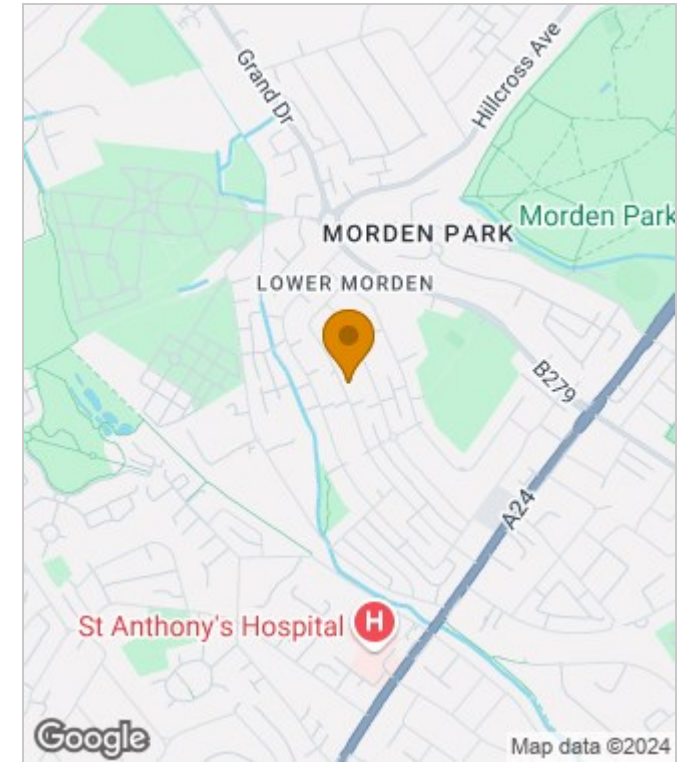 Grand Dr
Hillcross Ave
Morden Park
MORDEN PARK
LOWER MORDEN
B279
A24
St Anthony's Hospital
H
Google
Map data ©2024